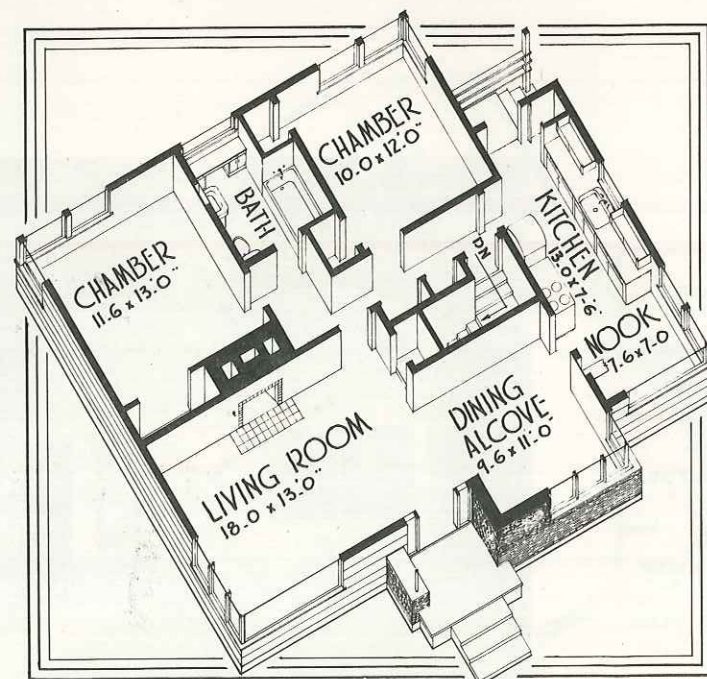 CHAMBER
10.0 x 12'.0"
BATH
CHAMBER
11.6 x 13.0"
KITCHEN
13.0 x 7'-6"
DN
NOOK
7.6 x 7.0
DINING
ALCOVE
9.6 x 11'.0"
LIVING ROOM
18.0 x 13.0"